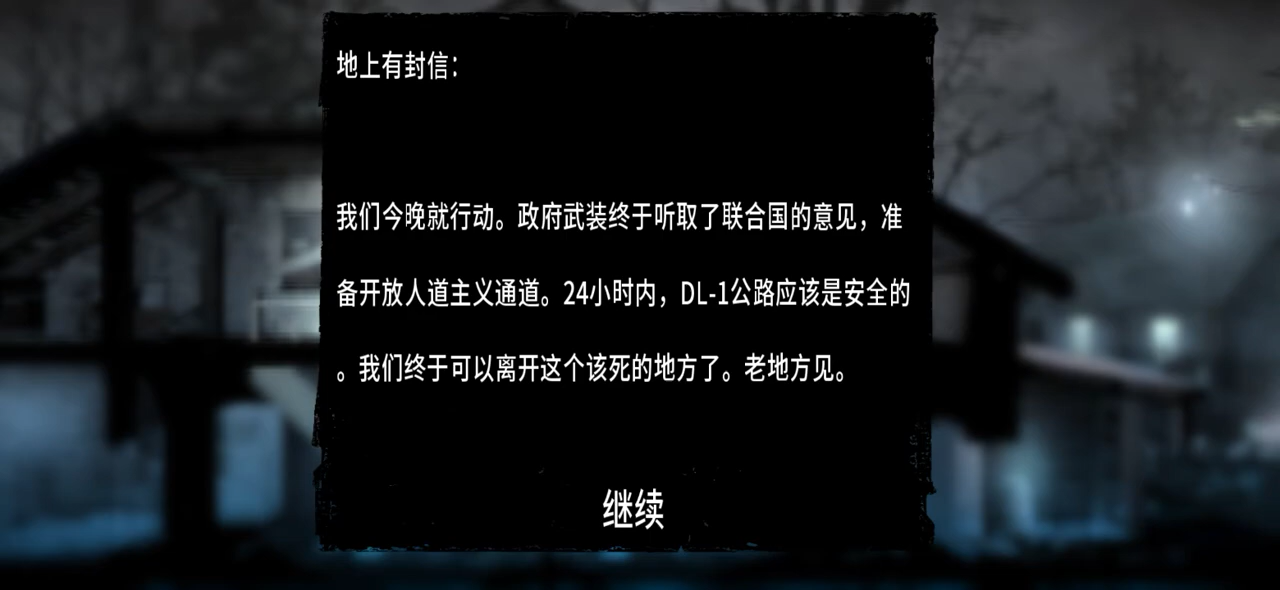 地上有封信：
我们今晚就行动。政府武装终于听取了联合国的意见，准
备开放人道主义通道。24小时内，DL-1公路应该是安全的
。我们终于可以离开这个该死的地方了。老地方见。
继续